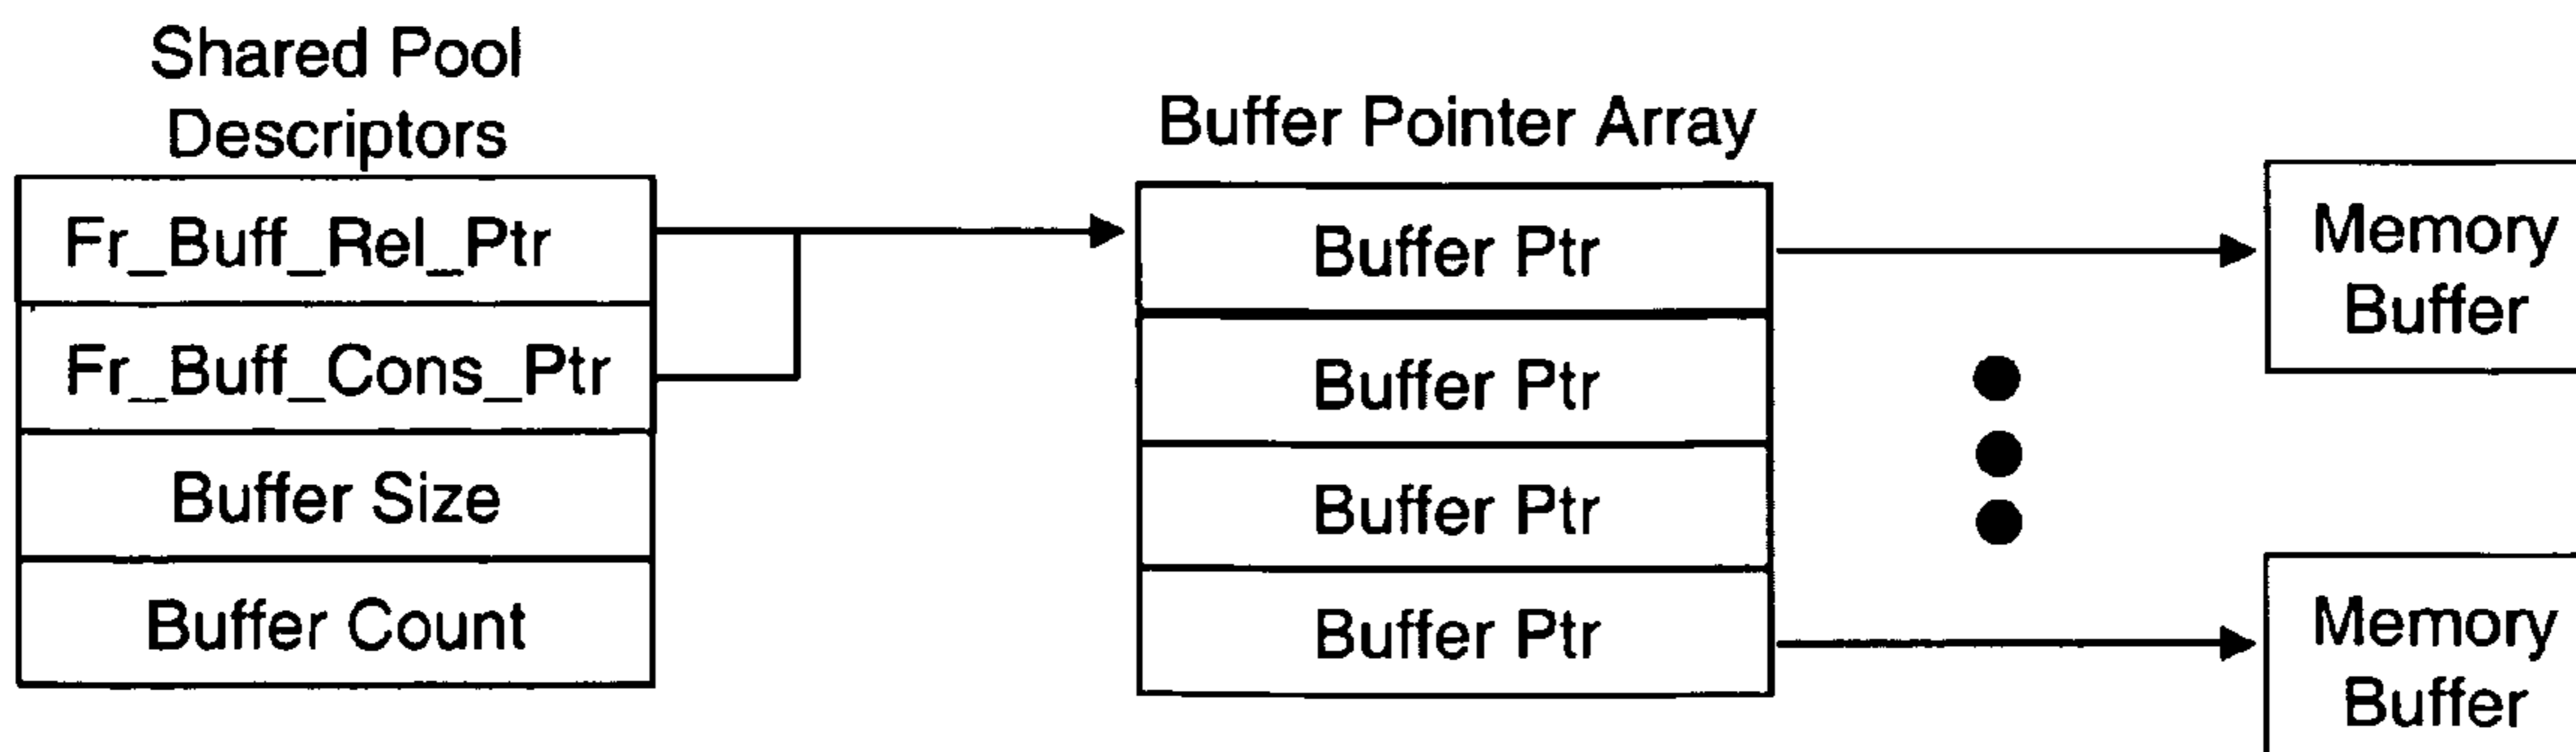 Shared Pool
Descriptors
Fr_Buff_Rel_Ptr
Fr_Buff_Cons_Ptr
Buffer Size
Buffer Count
Buffer Pointer Array
Buffer Ptr
Buffer Ptr
Buffer Ptr
Buffer Ptr
Memory
Buffer
Memory
Buffer